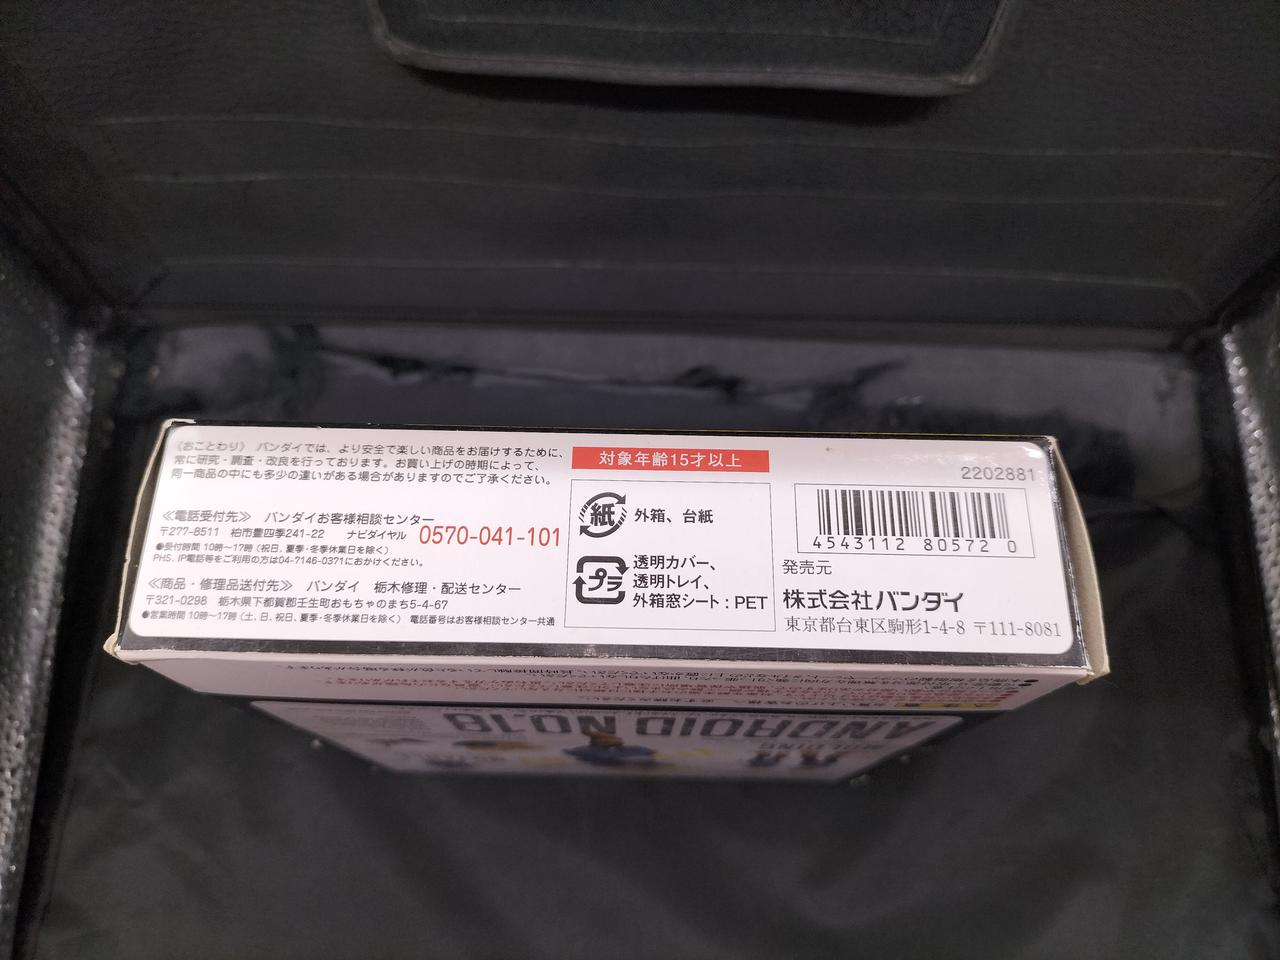 《おことわり》 バンダイでは、より安全で楽しい商品をお届けするために、
常に研究・調査・改良を行っております。お買い上げの時期によって、
同一商品の中にも多少の違いがある場合がありますのでご了承ください。
《電話受付先》 バンダイお客様相談センター
〒277-8511 柏市豊四季241-22 ナビダイヤル 0570-041-101
●受付時間 10時〜17時(祝日、夏季・冬季休業日を除く)
PHS、IP電話等をご利用の方は04-7146-0371におかけください。
《商品・修理品送付先》 バンダイ 栃木修理・配送センター
〒321-0298 栃木県下都賀郡壬生町おもちゃのまち5-4-67
●営業時間 10時〜17時(土、日、祝日、夏季・冬季休業日を除く) 電話番号はお客様相談センター共通
対象年齢15才以上
紙 外箱、台紙
プラ 透明カバー、
透明トレイ、
外箱窓シート：PET
2202881
4543112 80572 0
発売元
株式会社バンダイ
東京都台東区駒形1-4-8 〒111-8081
ANDROID NO.18